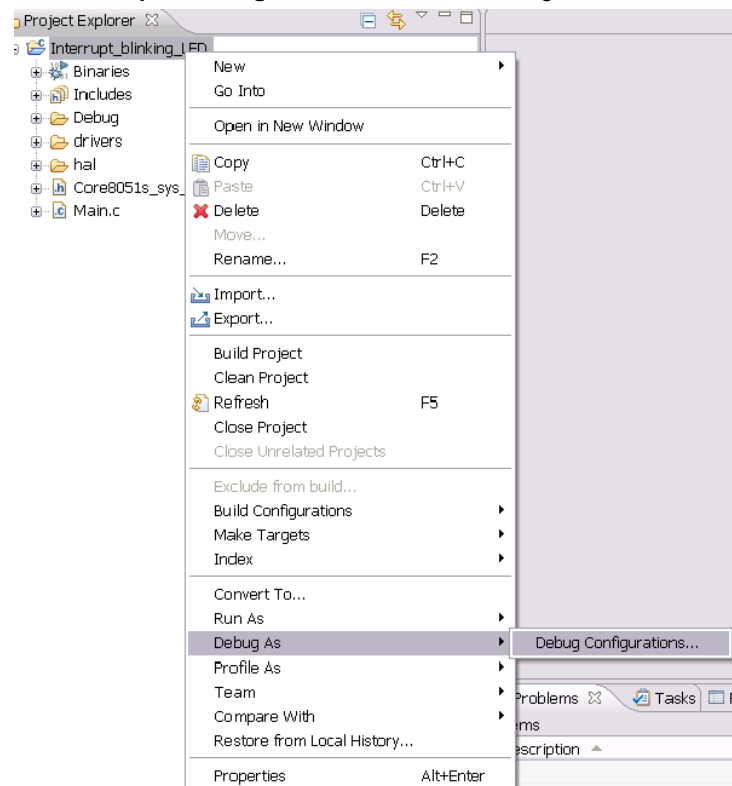 Project Explorer
Interrupt_blinking_LED
Binaries
Includes
Debug
drivers
hal
Core8051s_sys_
Main.c
New
Go Into
Open in New Window
Copy Ctrl+C
Paste Ctrl+V
Delete Delete
Move...
Rename... F2
Import...
Export...
Build Project
Clean Project
Refresh F5
Close Project
Close Unrelated Projects
Exclude from build...
Build Configurations
Make Targets
Index
Convert To...
Run As
Debug As
Debug Configurations...
Profile As
Team
Compare With
Restore from Local History...
Properties Alt+Enter
Problems Tasks
ems
escription